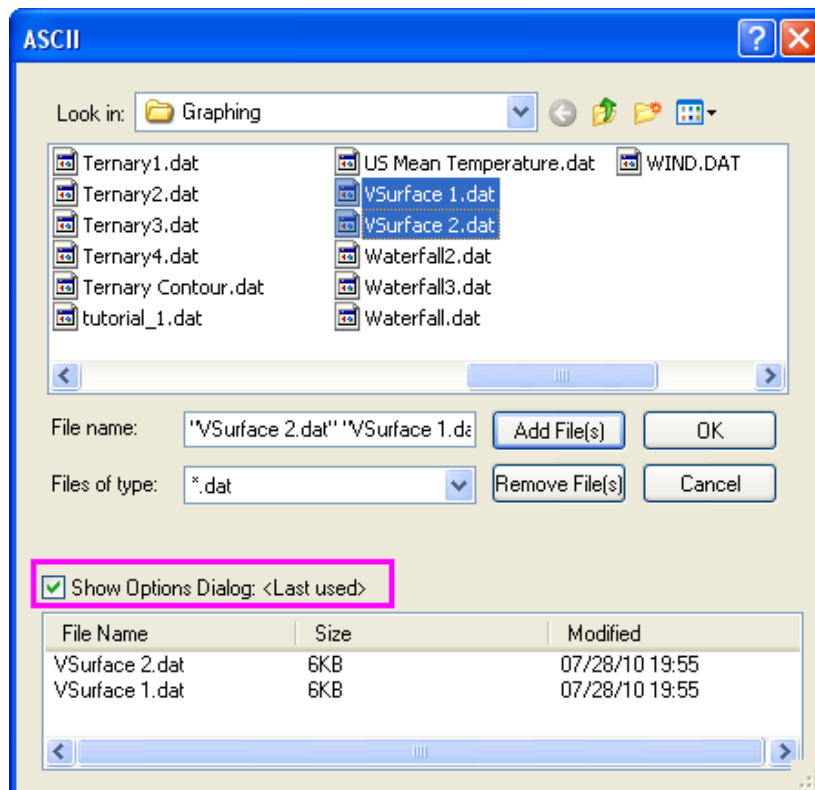 ASCII
Look in: Graphing
Ternary1.dat US Mean Temperature.dat WIND.DAT
Ternary2.dat VSurface 1.dat
Ternary3.dat VSurface 2.dat
Ternary4.dat Waterfall2.dat
Ternary Contour.dat Waterfall3.dat
tutorial_1.dat Waterfall.dat
File name: "VSurface 2.dat" "VSurface 1.da Add File(s) OK
Files of type: *.dat Remove File(s) Cancel
Show Options Dialog: <Last used>
File Name Size Modified
VSurface 2.dat 6KB 07/28/10 19:55
VSurface 1.dat 6KB 07/28/10 19:55